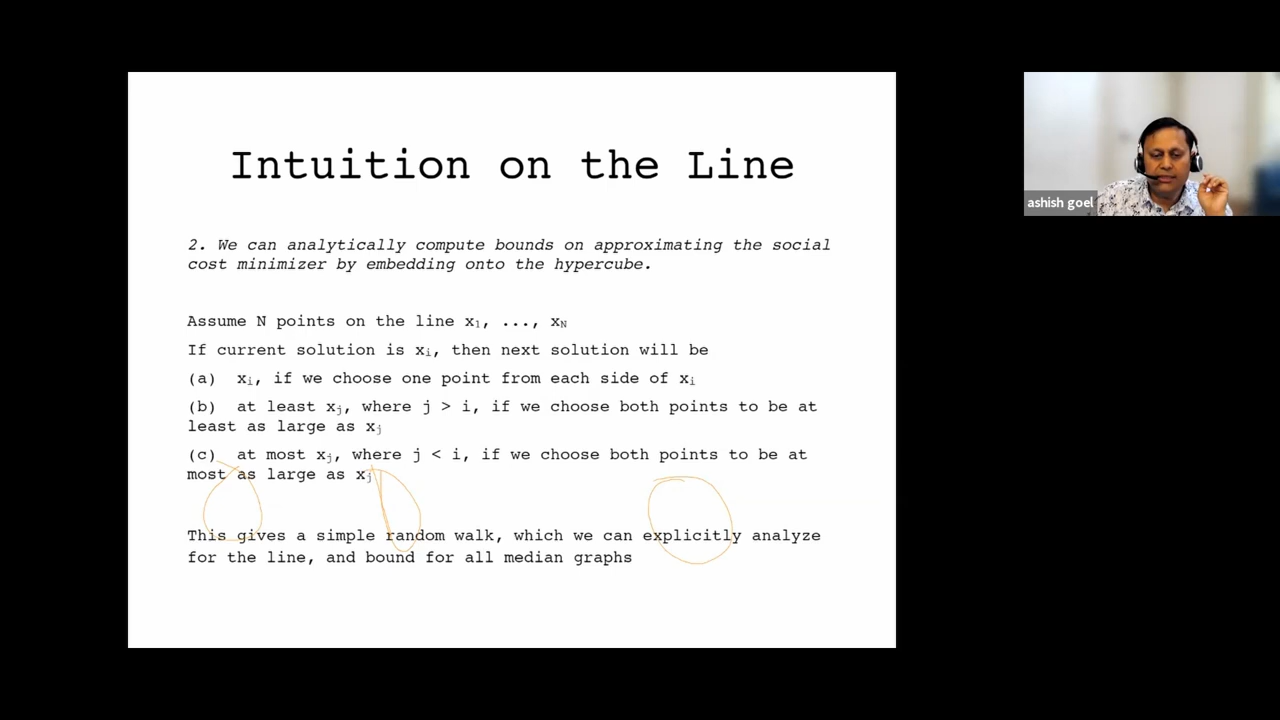 Intuition on the Line
2. We can analytically compute bounds on approximating the social
cost minimizer by embedding onto the hypercube.
Assume N points on the line x₁, ..., x_N
If current solution is xᵢ, then next solution will be
(a) xᵢ, if we choose one point from each side of xᵢ
(b) at least xⱼ, where j > i, if we choose both points to be at
least as large as xⱼ
(c) at most xⱼ, where j < i, if we choose both points to be at
most as large as xⱼ
This gives a simple random walk, which we can explicitly analyze
for the line, and bound for all median graphs
ashish goel